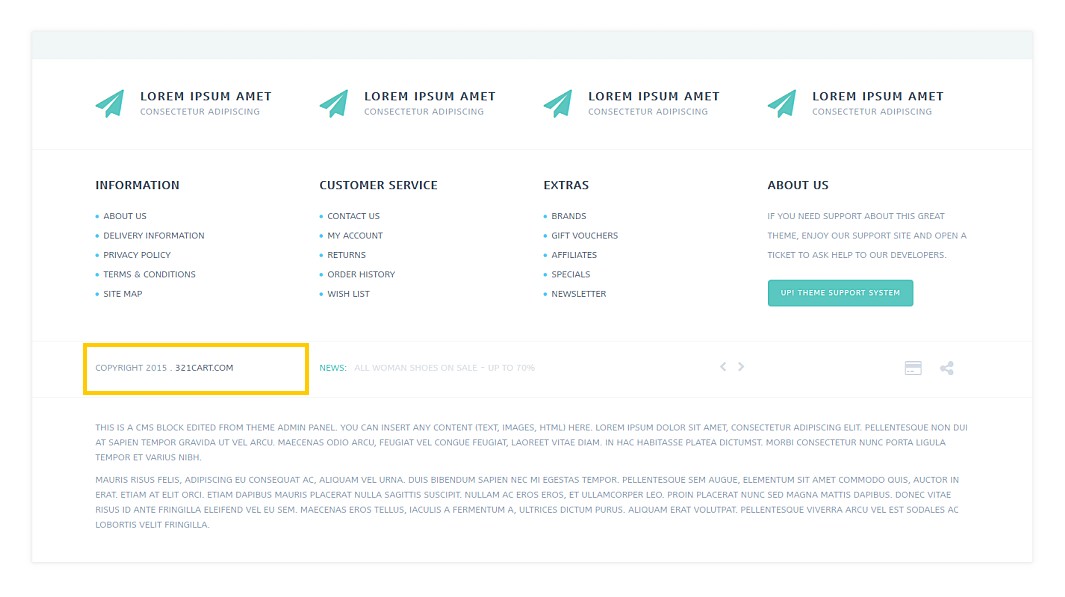 LOREM IPSUM AMET
CONSECTETUR ADIPISCING
LOREM IPSUM AMET
CONSECTETUR ADIPISCING
LOREM IPSUM AMET
CONSECTETUR ADIPISCING
LOREM IPSUM AMET
CONSECTETUR ADIPISCING
INFORMATION
ABOUT US
DELIVERY INFORMATION
PRIVACY POLICY
TERMS & CONDITIONS
SITE MAP
CUSTOMER SERVICE
CONTACT US
MY ACCOUNT
RETURNS
ORDER HISTORY
WISH LIST
EXTRAS
BRANDS
GIFT VOUCHERS
AFFILIATES
SPECIALS
NEWSLETTER
ABOUT US
IF YOU NEED SUPPORT ABOUT THIS GREAT
THEME, ENJOY OUR SUPPORT SITE AND OPEN A
TICKET TO ASK HELP TO OUR DEVELOPERS.
UP! THEME SUPPORT SYSTEM
COPYRIGHT 2015 . 321CART.COM
NEWS: ALL WOMAN SHOES ON SALE - UP TO 70%
THIS IS A CMS BLOCK EDITED FROM THEME ADMIN PANEL. YOU CAN INSERT ANY CONTENT (TEXT, IMAGES, HTML) HERE. LOREM IPSUM DOLOR SIT AMET, CONSECTETUR ADIPISCING ELIT. PELLENTESQUE NON DUI
AT SAPIEN TEMPOR GRAVIDA UT VEL ARCU. MAECENAS ODIO ARCU, FEUGIAT VEL CONGUE FEUGIAT, LAOREET VITAE DIAM. IN HAC HABITASSE PLATEA DICTUMST. MORBI CONSECTETUR NUNC PORTA LIGULA
TEMPOR ET VARIUS NIBH.
MAURIS RISUS FELIS, ADIPISCING EU CONSEQUAT AC, ALIQUAM VEL URNA. DUIS BIBENDUM SAPIEN NEC MI EGESTAS TEMPOR. PELLENTESQUE SEM AUGUE, ELEMENTUM SIT AMET COMMODO QUIS, AUCTOR IN
ERAT. ETIAM AT ELIT ORCI. ETIAM DAPIBUS MAURIS PLACERAT NULLA SAGITTIS SUSCIPIT. NULLAM AC EROS EROS, ET ULLAMCORPER LEO. PROIN PLACERAT NUNC SED MAGNA MATTIS DAPIBUS. DONEC VITAE
RISUS ID ANTE FRINGILLA ELEIFEND VEL EU SEM. MAECENAS EROS TELLUS, IACULIS A FERMENTUM A, ULTRICES DICTUM PURUS. ALIQUAM ERAT VOLUTPAT. PELLENTESQUE VIVERRA ARCU VEL EST SODALES AC
LOBORTIS VELIT FRINGILLA.